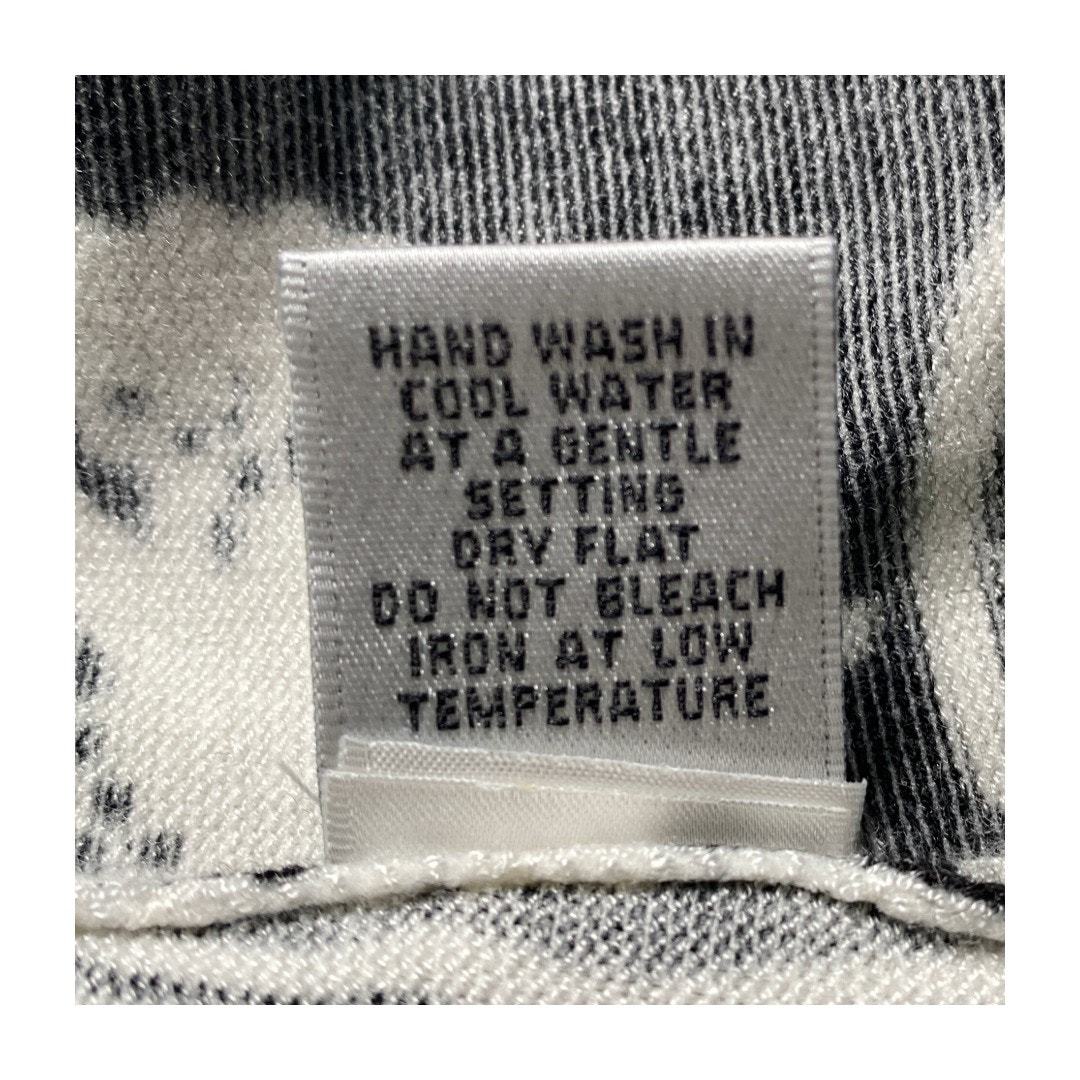 HAND WASH IN
COOL WATER
AT A GENTLE
SETTING
DRY FLAT
DO NOT BLEACH
IRON AT LOW
TEMPERATURE